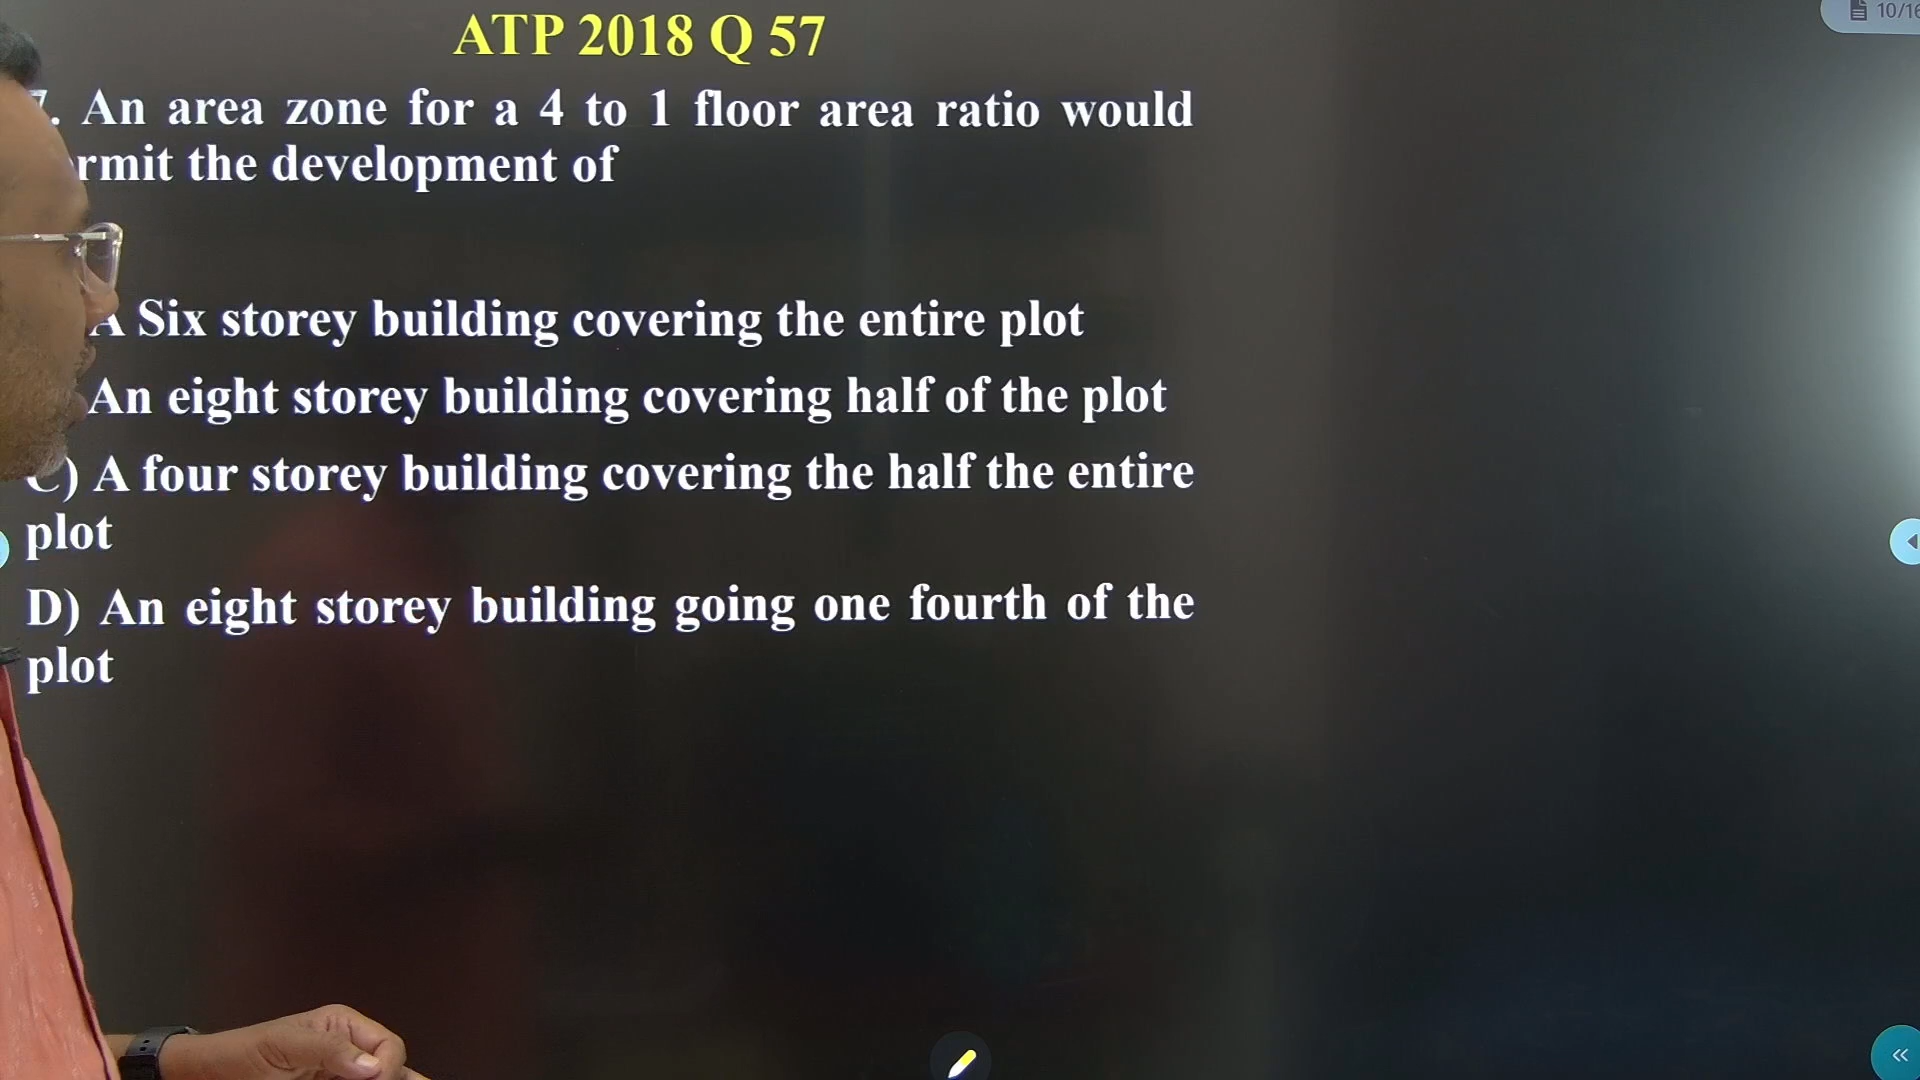 10/16
ATP 2018 Q 57
. An area zone for a 4 to 1 floor area ratio would
rmit the development of
A Six storey building covering the entire plot
An eight storey building covering half of the plot
C) A four storey building covering the half the entire
plot
D) An eight storey building going one fourth of the
plot